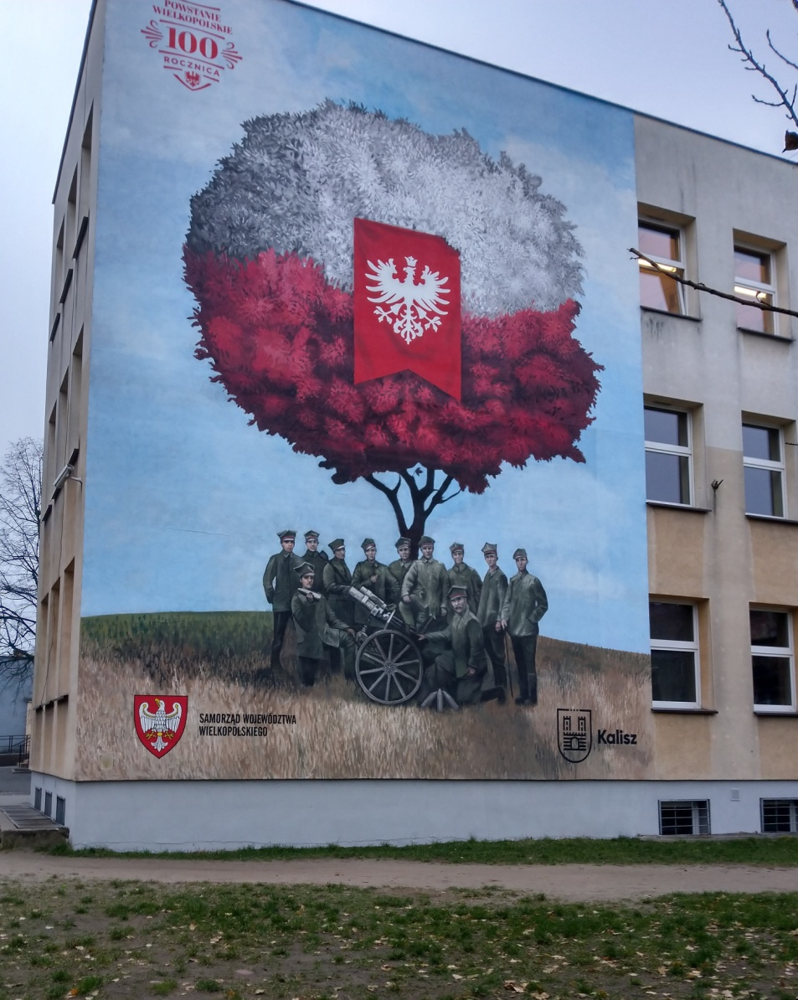 POWSTANIE
WIELKOPOLSKIE
100
ROCZNICA
SAMORZĄD WOJEWÓDZTWA
WIELKOPOLSKIEGO
Kalisz